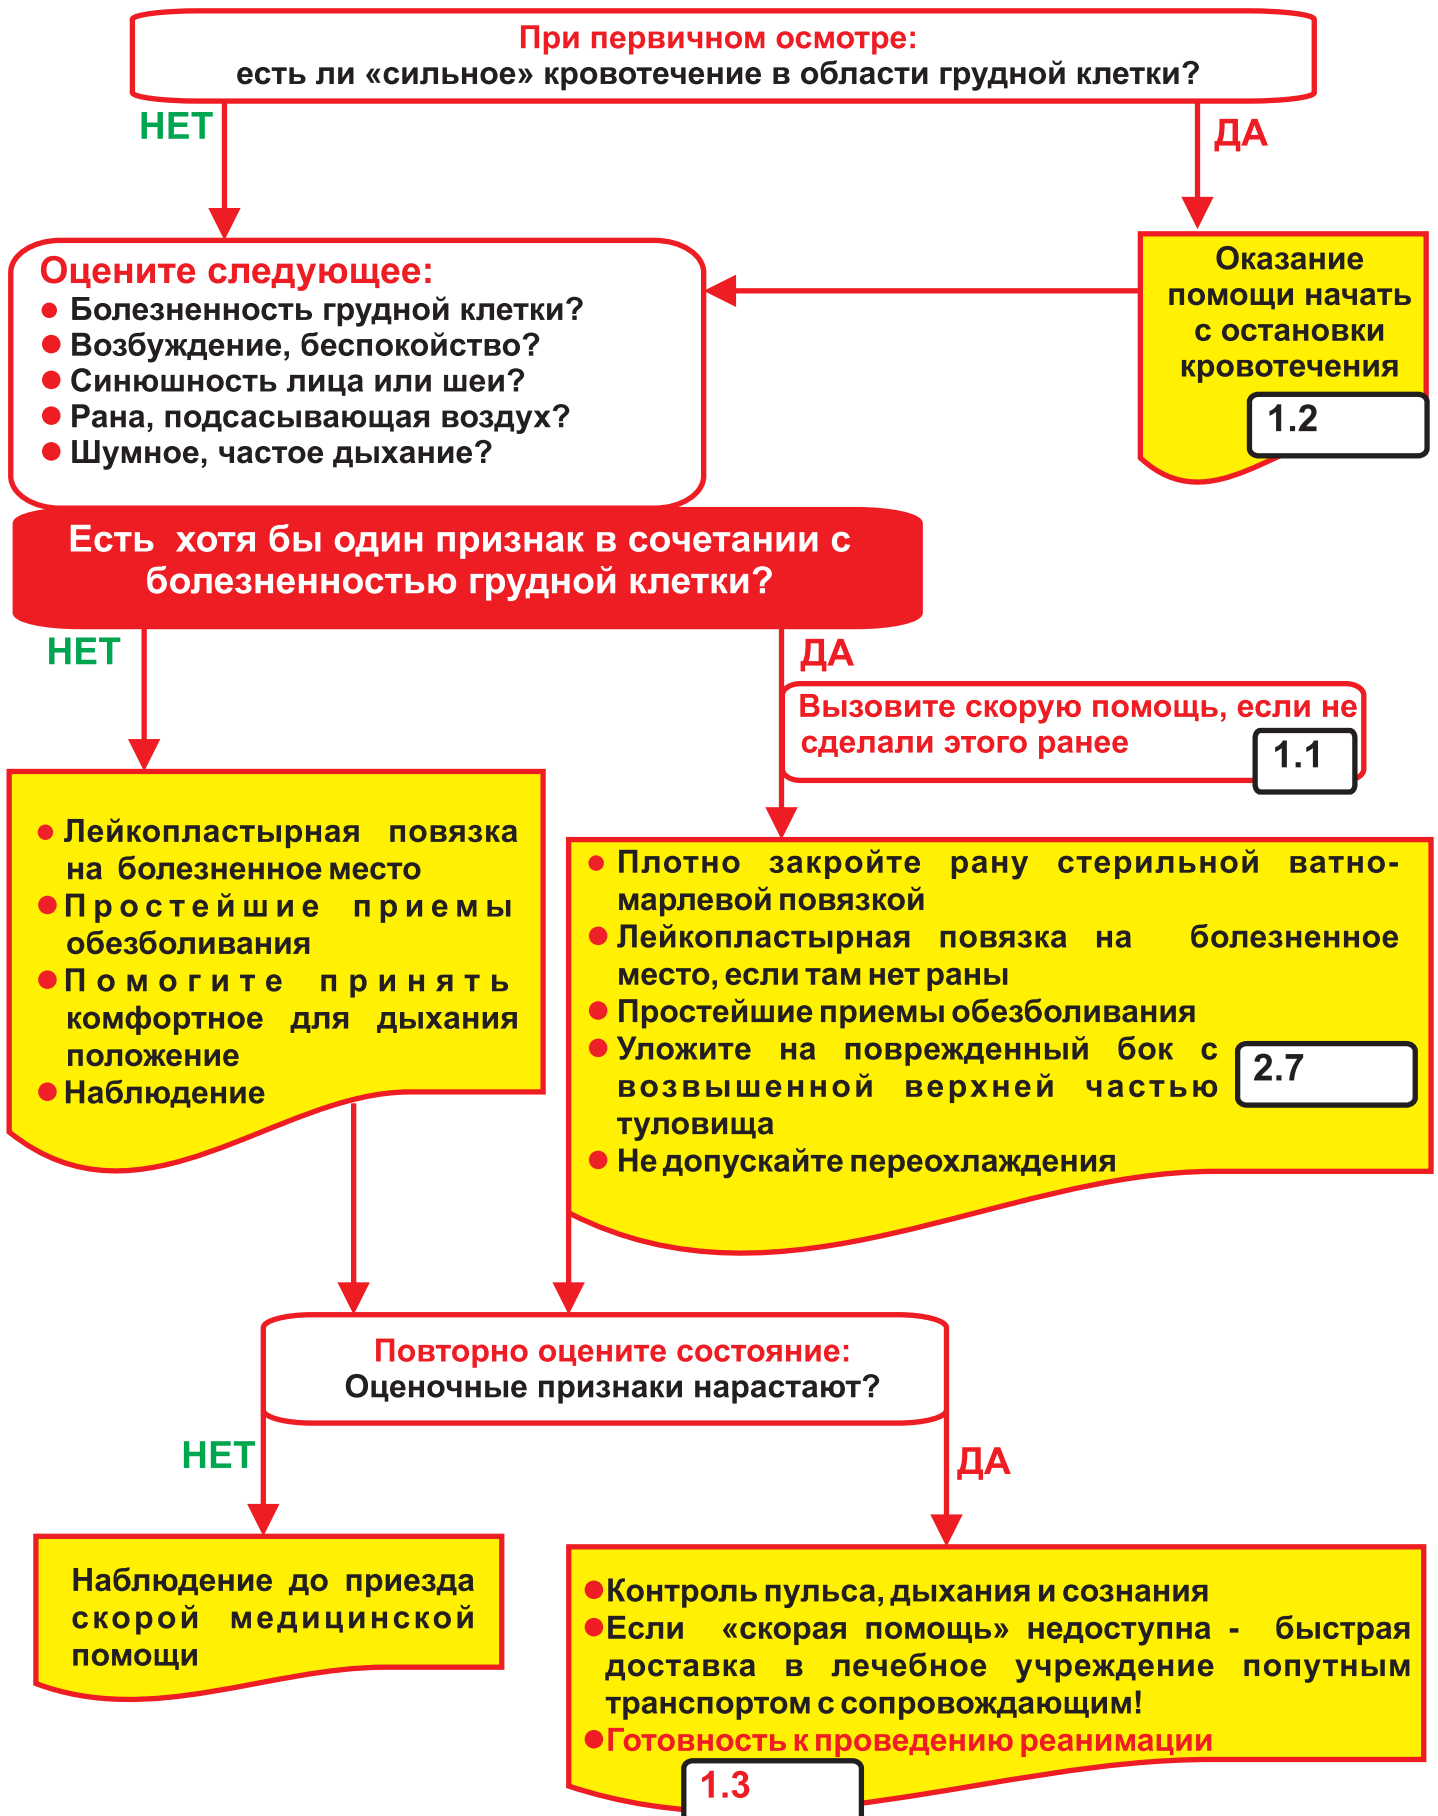 При первичном осмотре:
есть ли «сильное» кровотечение в области грудной клетки?
НЕТ
ДА
Оцените следующее:
Болезненность грудной клетки?
Возбуждение, беспокойство?
Синюшность лица или шеи?
Рана, подсасывающая воздух?
Шумное, частое дыхание?
Оказание
помощи начать
с остановки
кровотечения
1.2
Есть хотя бы один признак в сочетании с
болезненностью грудной клетки?
НЕТ
ДА
Вызовите скорую помощь, если не
сделали этого ранее
1.1
Лейкопластырная повязка
на болезненное место
Простейшие приемы
обезболивания
Помогите принять
комфортное для дыхания
положение
Наблюдение
Плотно закройте рану стерильной ватно-
марлевой повязкой
Лейкопластырная повязка на болезненное
место, если там нет раны
Простейшие приемы обезболивания
Уложите на поврежденный бок с
возвышенной верхней частью
туловища
2.7
Не допускайте переохлаждения
Повторно оцените состояние:
Оценочные признаки нарастают?
НЕТ
ДА
Наблюдение до приезда
скорой медицинской
помощи
Контроль пульса, дыхания и сознания
Если «скорая помощь» недоступна - быстрая
доставка в лечебное учреждение попутным
транспортом с сопровождающим!
Готовность к проведению реанимации
1.3